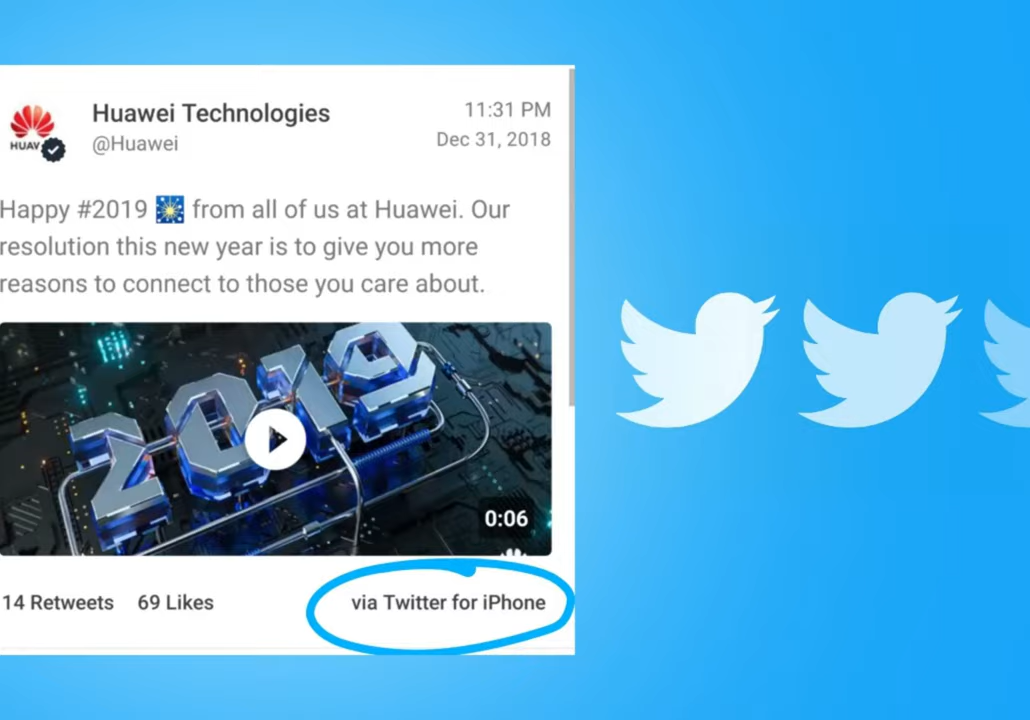 Huawei Technologies
11:31 PM
HUAW
@Huawei
Dec 31, 2018
Happy #2019 🎆 from all of us at Huawei. Our
resolution this new year is to give you more
reasons to connect to those you care about.
2019
0:06
14 Retweets 69 Likes via Twitter for iPhone